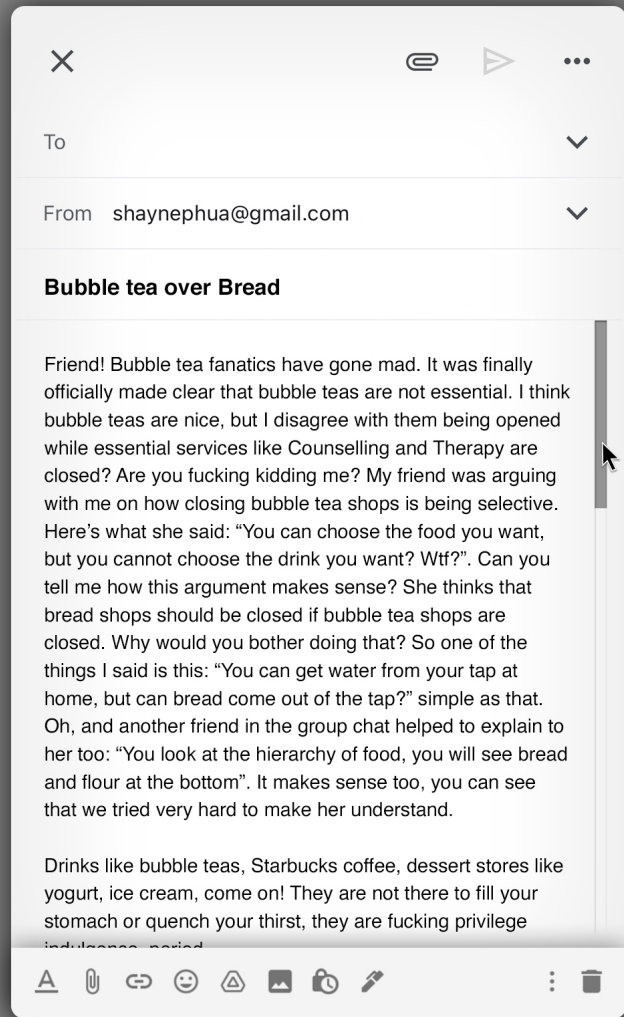 To
From shaynephua@gmail.com
Bubble tea over Bread
Friend! Bubble tea fanatics have gone mad. It was finally
officially made clear that bubble teas are not essential. I think
bubble teas are nice, but I disagree with them being opened
while essential services like Counselling and Therapy are
closed? Are you fucking kidding me? My friend was arguing
with me on how closing bubble tea shops is being selective.
Here’s what she said: “You can choose the food you want,
but you cannot choose the drink you want? Wtf?”. Can you
tell me how this argument makes sense? She thinks that
bread shops should be closed if bubble tea shops are
closed. Why would you bother doing that? So one of the
things I said is this: “You can get water from your tap at
home, but can bread come out of the tap?” simple as that.
Oh, and another friend in the group chat helped to explain to
her too: “You look at the hierarchy of food, you will see bread
and flour at the bottom”. It makes sense too, you can see
that we tried very hard to make her understand.
Drinks like bubble teas, Starbucks coffee, dessert stores like
yogurt, ice cream, come on! They are not there to fill your
stomach or quench your thirst, they are fucking privilege
indulgence, period